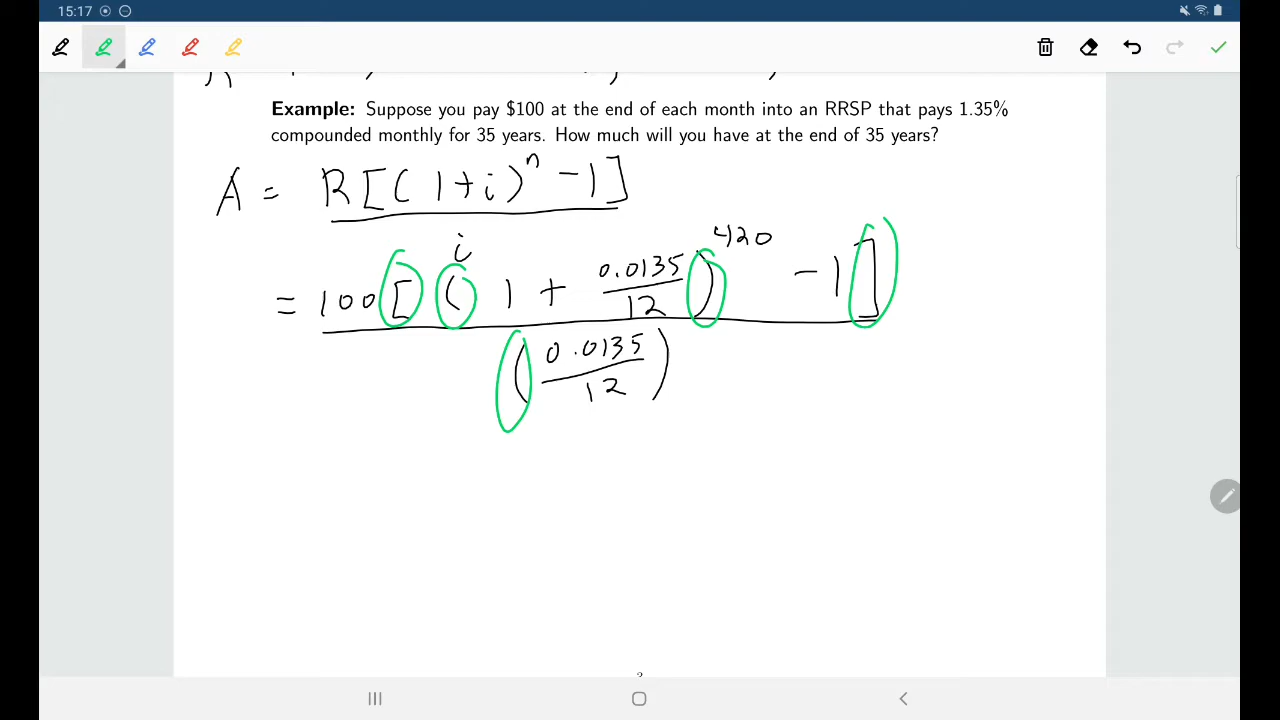 15:17
Example: Suppose you pay $100 at the end of each month into an RRSP that pays 1.35%
compounded monthly for 35 years. How much will you have at the end of 35 years?
A = R[(1+i)^n -1]
i
= 100[(1 + 0.0135/12)^420 -1]
(0.0135/12)